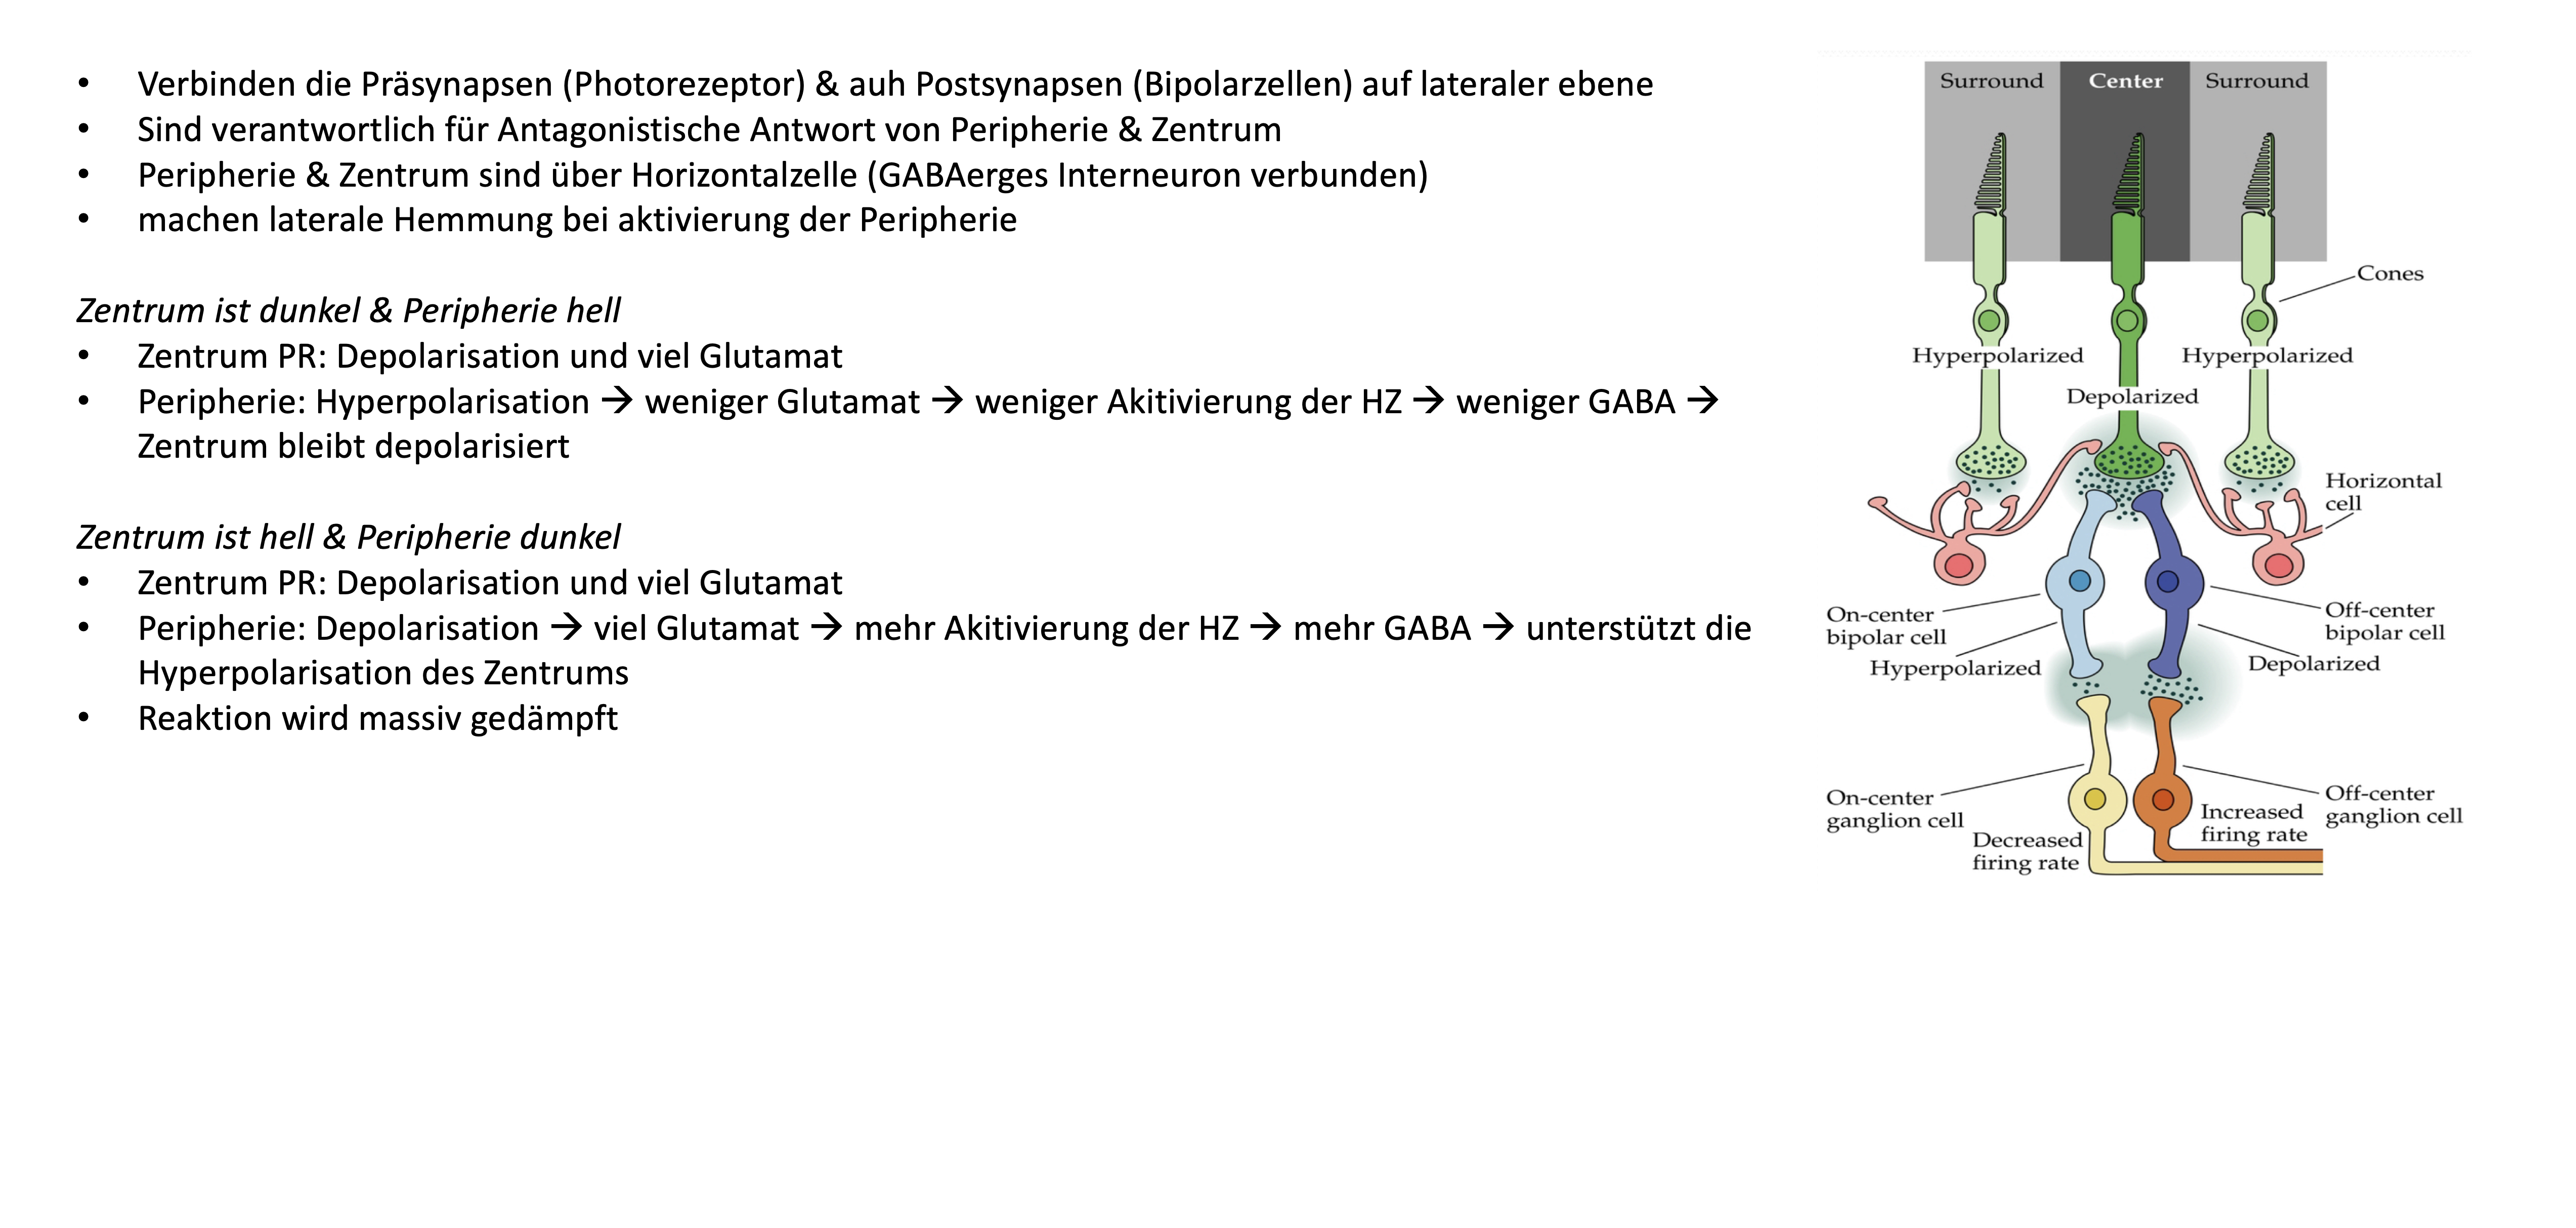 • Verbinden die Präsynapsen (Photorezeptor) & auh Postsynapsen (Bipolarzellen) auf lateraler ebene
• Sind verantwortlich für Antagonistische Antwort von Peripherie & Zentrum
• Peripherie & Zentrum sind über Horizontalzelle (GABAerges Interneuron verbunden)
• machen laterale Hemmung bei aktivierung der Peripherie
Zentrum ist dunkel & Peripherie hell
• Zentrum PR: Depolarisation und viel Glutamat
• Peripherie: Hyperpolarisation → weniger Glutamat → weniger Akitivierung der HZ → weniger GABA →
Zentrum bleibt depolarisiert
Zentrum ist hell & Peripherie dunkel
• Zentrum PR: Depolarisation und viel Glutamat
• Peripherie: Depolarisation → viel Glutamat → mehr Akitivierung der HZ → mehr GABA → unterstützt die
Hyperpolarisation des Zentrums
• Reaktion wird massiv gedämpft
Surround
Center
Surround
Cones
Hyperpolarized
Hyperpolarized
Depolarized
Horizontal
cell
On-center
bipolar cell
Off-center
bipolar cell
Hyperpolarized
Depolarized
On-center
ganglion cell
Off-center
ganglion cell
Increased
firing rate
Decreased
firing rate